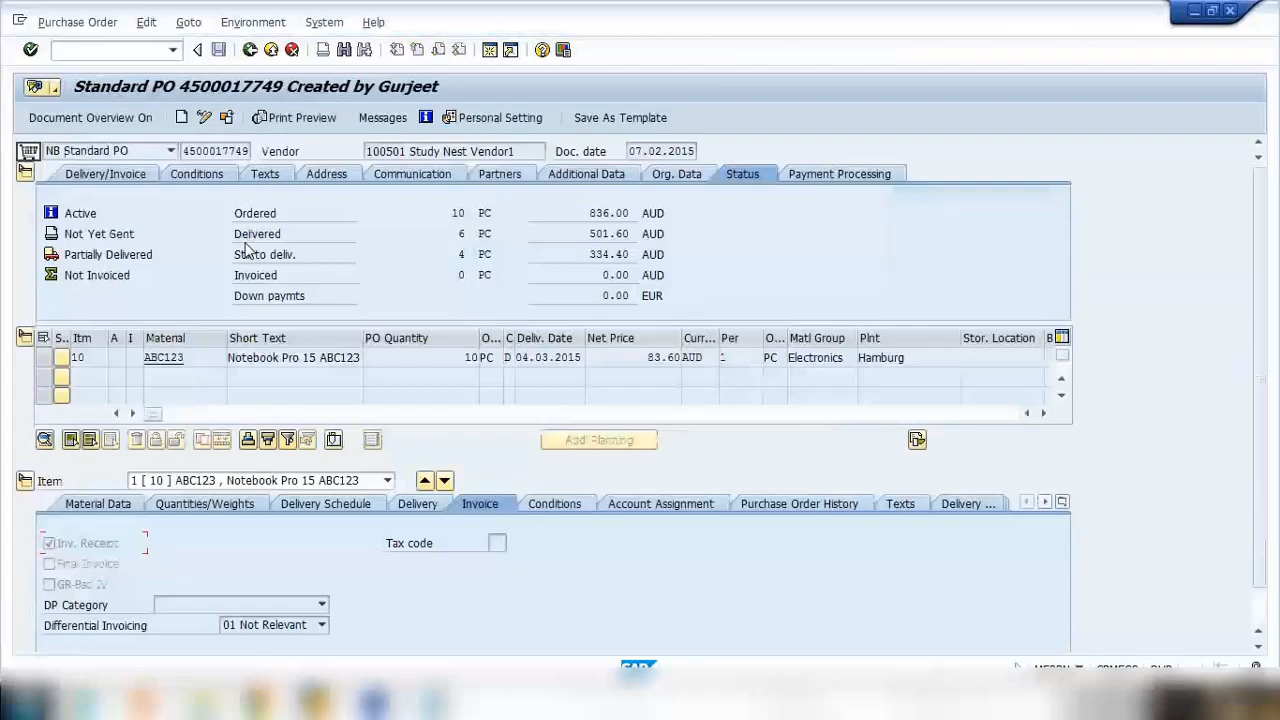 Purchase Order Edit Goto Environment System Help
Standard PO 4500017749 Created by Gurjeet
Document Overview On Print Preview Messages Personal Setting Save As Template
NB Standard PO 4500017749 Vendor 100501 Study Nest Vendor1 Doc. date 07.02.2015
Delivery/Invoice Conditions Texts Address Communication Partners Additional Data Org. Data Status Payment Processing
Active Ordered 10 PC 836.00 AUD
Not Yet Sent Delivered 6 PC 501.60 AUD
Partially Delivered to deliv. 4 PC 334.40 AUD
Not Invoiced Invoiced 0 PC 0.00 AUD
Down paymts 0.00 EUR
S.. Itm A I Material Short Text PO Quantity O... C Deliv. Date Net Price Curr... Per O... Matl Group Plnt Stor. Location B
10 ABC123 Notebook Pro 15 ABC123 10 PC D 04.03.2015 83.60 AUD 1 PC Electronics Hamburg
Add Planning
Item 1 [ 10 ] ABC123 , Notebook Pro 15 ABC123
Material Data Quantities/Weights Delivery Schedule Delivery Invoice Conditions Account Assignment Purchase Order History Texts Delivery ...
Inv. Receipt Tax code
Final Invoice
GR-Bsd IV
DP Category
Differential Invoicing 01 Not Relevant
SAP